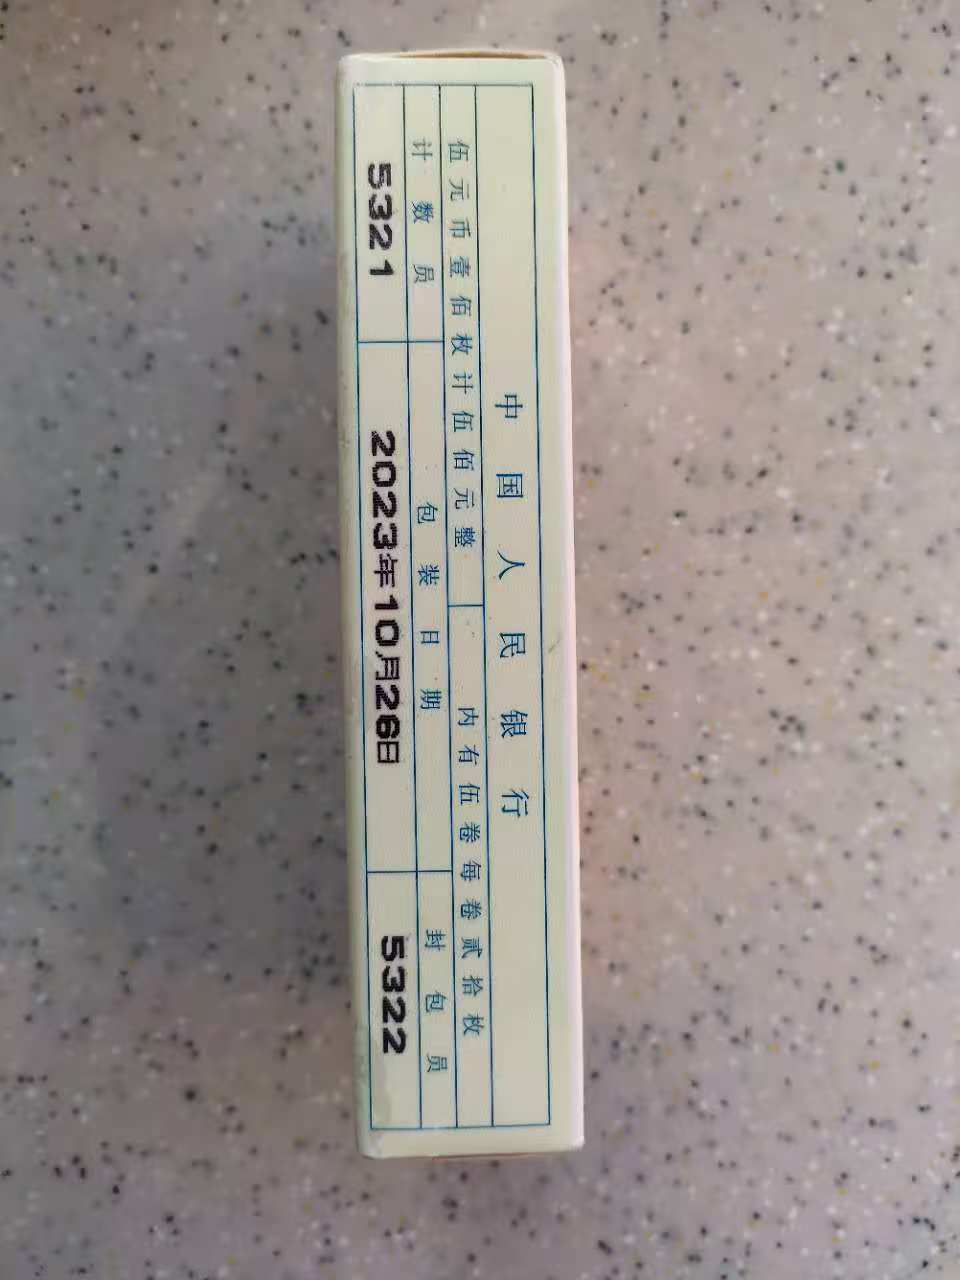 中国人民银行
伍元币壹佰枚计伍佰元整 内有伍卷每卷贰拾枚
计数员 包装日期 封包员
5321 2023年10月26日 5322